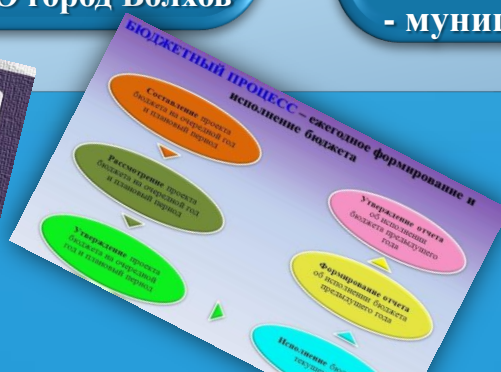 О город Волхов
- муниц
БЮДЖЕТНЫЙ ПРОЦЕСС – ежегодное формирование и
исполнение бюджета
Составление проекта
бюджета на очередной год
и плановый период
Рассмотрение проекта
бюджета на очередной год
и плановый период
Утверждение проекта
бюджета на очередной
год и плановый период
Утверждение отчета
об исполнении
бюджета предыдущего
года
Формирование отчета
об исполнении бюджета
предыдущего года
Исполнение бю
текуще